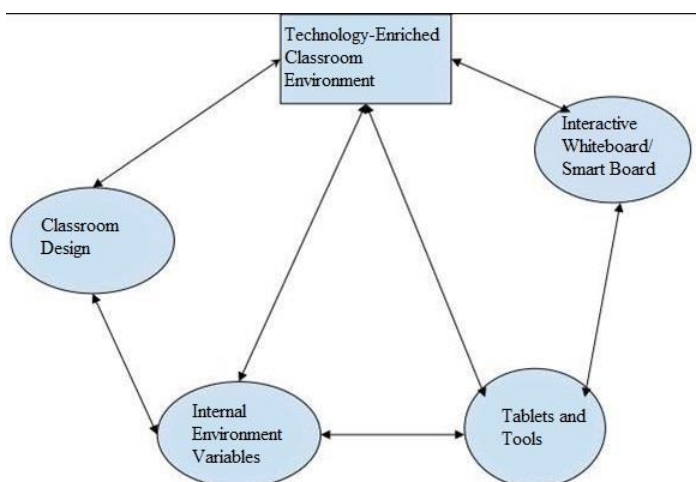 Technology-Enriched
Classroom
Environment
Interactive
Whiteboard/
Smart Board
Classroom
Design
Internal
Environment
Variables
Tablets and
Tools